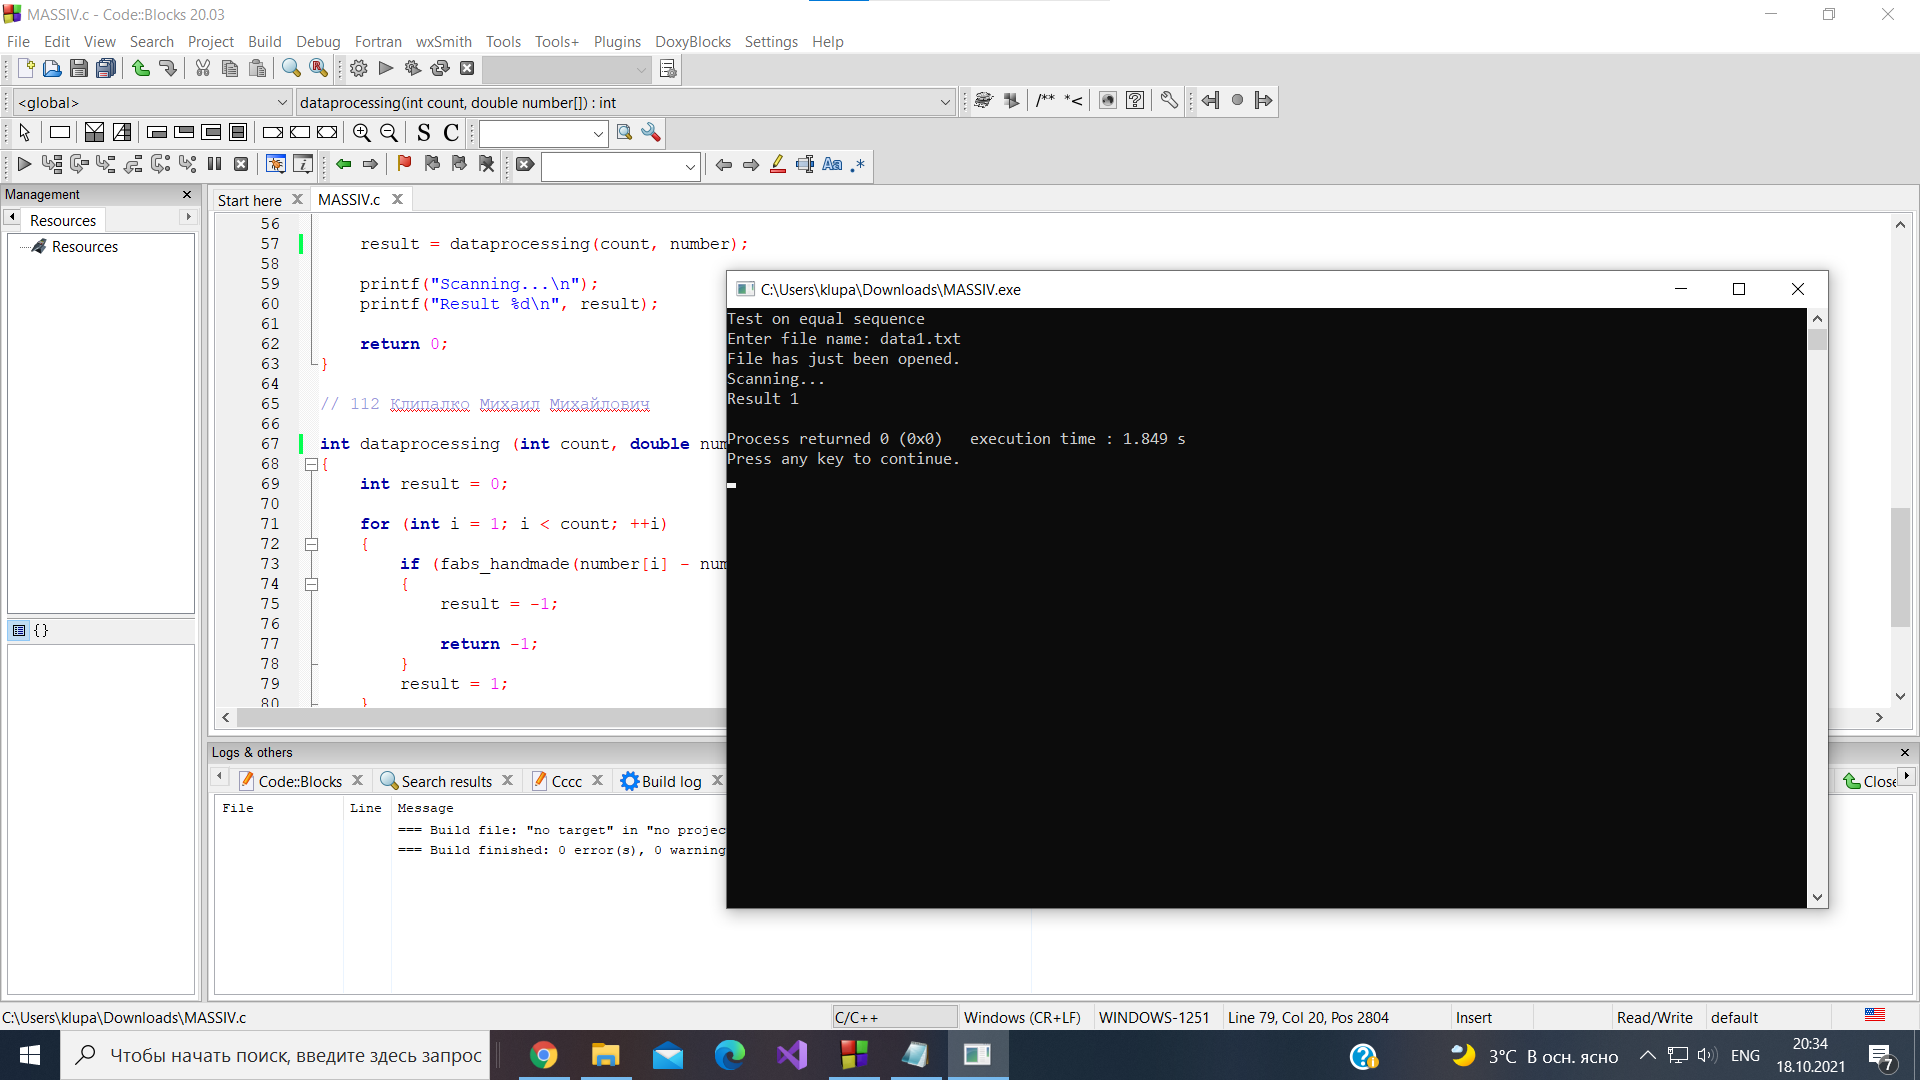 MASSIV.c - Code::Blocks 20.03
File Edit View Search Project Build Debug Fortran wxSmith Tools Tools+ Plugins DoxyBlocks Settings Help
<global>
dataprocessing(int count, double number[]) : int
/** *<
S C
Aa .*
Management
Resources
Resources
{}
Start here
MASSIV.c
56
57 result = dataprocessing(count, number);
58
59 printf("Scanning...\n");
60 printf("Result %d\n", result);
61
62 return 0;
63 }
64
65 // 112 Клипалко Михаил Михайлович
66
67 int dataprocessing (int count, double num
68 {
69 int result = 0;
70
71 for (int i = 1; i < count; ++i)
72 {
73 if (fabs_handmade(number[i] - num
74 {
75 result = -1;
76
77 return -1;
78 }
79 result = 1;
80 }
C:\Users\klupa\Downloads\MASSIV.exe
Test on equal sequence
Enter file name: data1.txt
File has just been opened.
Scanning...
Result 1
Process returned 0 (0x0) execution time : 1.849 s
Press any key to continue.
Logs & others
Code::Blocks
Search results
Cccc
Build log
Close
File Line Message
=== Build file: "no target" in "no projec
=== Build finished: 0 error(s), 0 warning
C:\Users\klupa\Downloads\MASSIV.c
C/C++
Windows (CR+LF)
WINDOWS-1251
Line 79, Col 20, Pos 2804
Insert
Read/Write
default
Чтобы начать поиск, введите здесь запрос
3°C В осн. ясно
ENG
20:34
18.10.2021
7